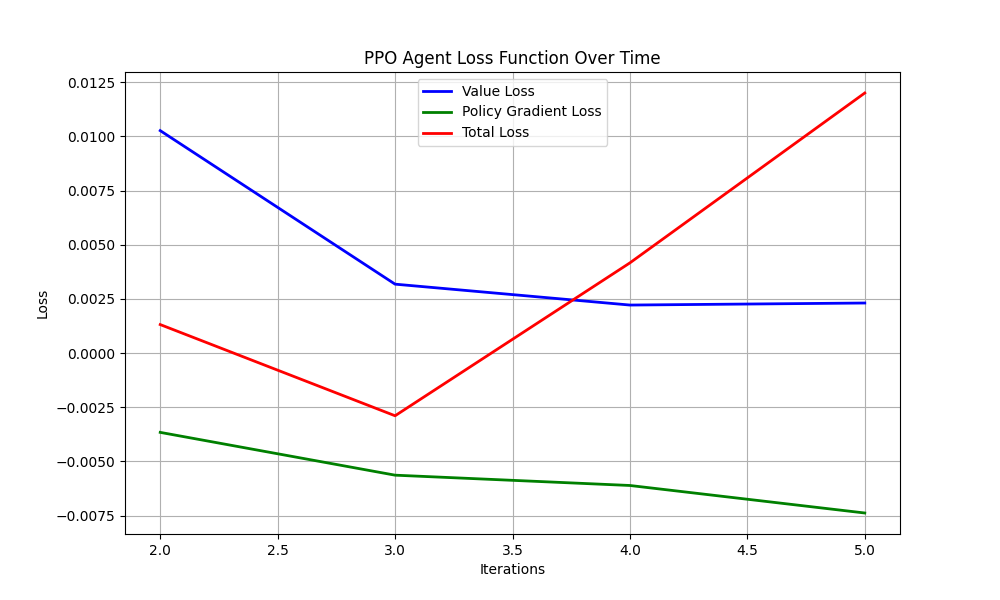 PPO Agent Loss Function Over Time
Value Loss
Policy Gradient Loss
Total Loss
0.0125
0.0100
0.0075
0.0050
0.0025
0.0000
−0.0025
−0.0050
−0.0075
Loss
2.0
2.5
3.0
3.5
4.0
4.5
5.0
Iterations